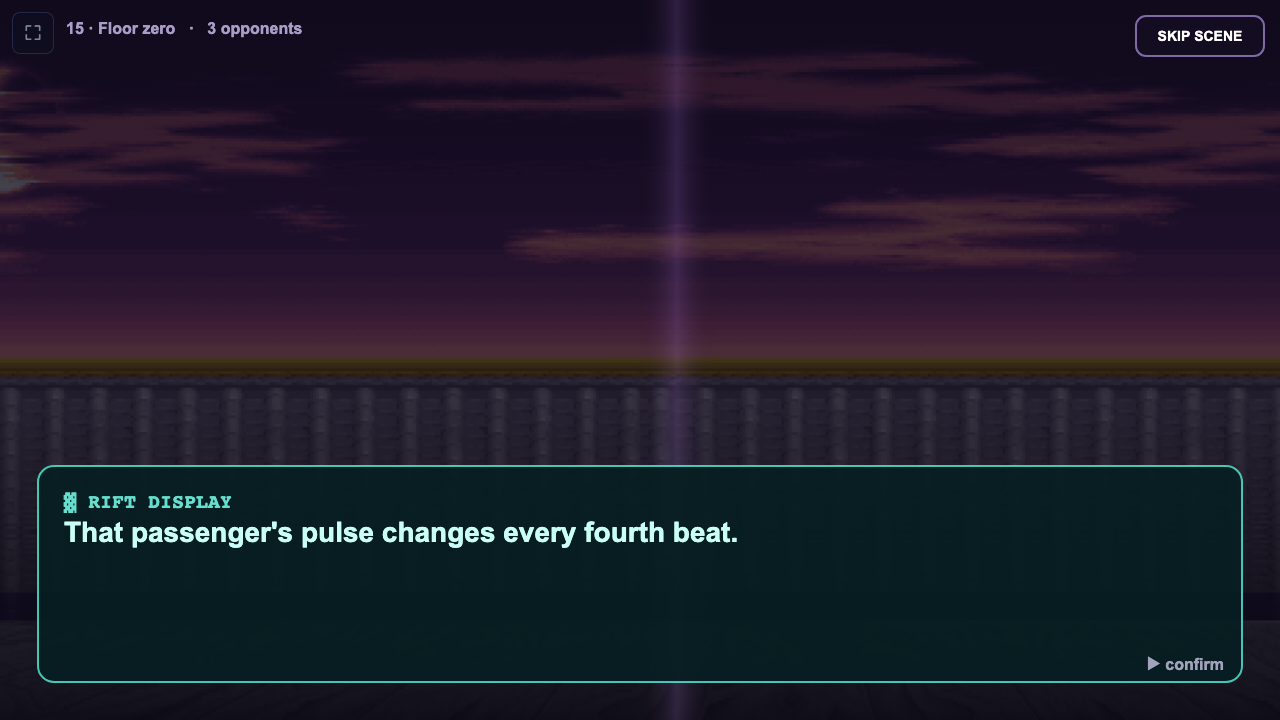 15 · Floor zero · 3 opponents
SKIP SCENE
▓ RIFT DISPLAY
That passenger's pulse changes every fourth beat.
▶ confirm